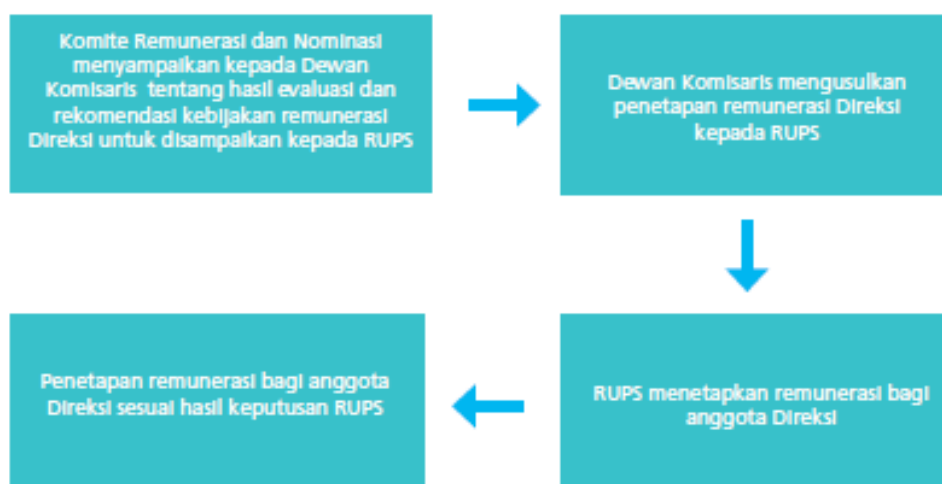 Komite Remunerasi dan Nominasi
menyampaikan kepada Dewan
Komisaris tentang hasil evaluasi dan
rekomendasi kebijakan remunerasi
Direksi untuk disampaikan kepada RUPS
Dewan Komisaris mengusulkan
penetapan remunerasi Direksi
kepada RUPS
RUPS menetapkan remunerasi bagi
anggota Direksi
Penetapan remunerasi bagi anggota
Direksi sesuai hasil keputusan RUPS